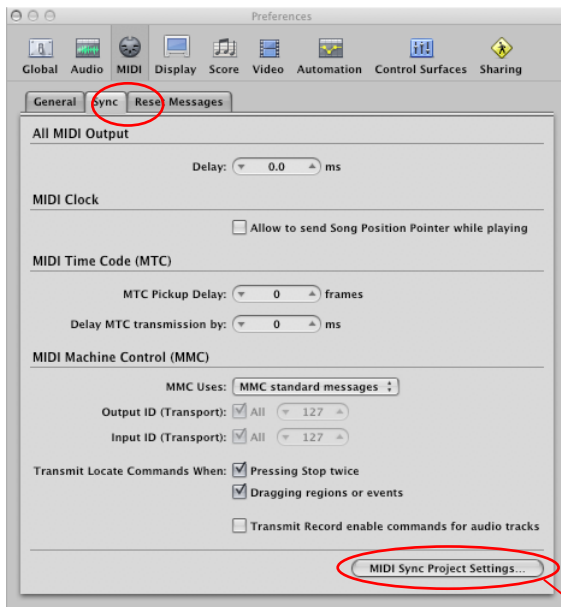 Preferences
Global Audio MIDI Display Score Video Automation Control Surfaces Sharing
General Sync Reset Messages
All MIDI Output
Delay: 0.0 ms
MIDI Clock
Allow to send Song Position Pointer while playing
MIDI Time Code (MTC)
MTC Pickup Delay: 0 frames
Delay MTC transmission by: 0 ms
MIDI Machine Control (MMC)
MMC Uses: MMC standard messages
Output ID (Transport): All 127
Input ID (Transport): All 127
Transmit Locate Commands When: Pressing Stop twice
Dragging regions or events
Transmit Record enable commands for audio tracks
MIDI Sync Project Settings...